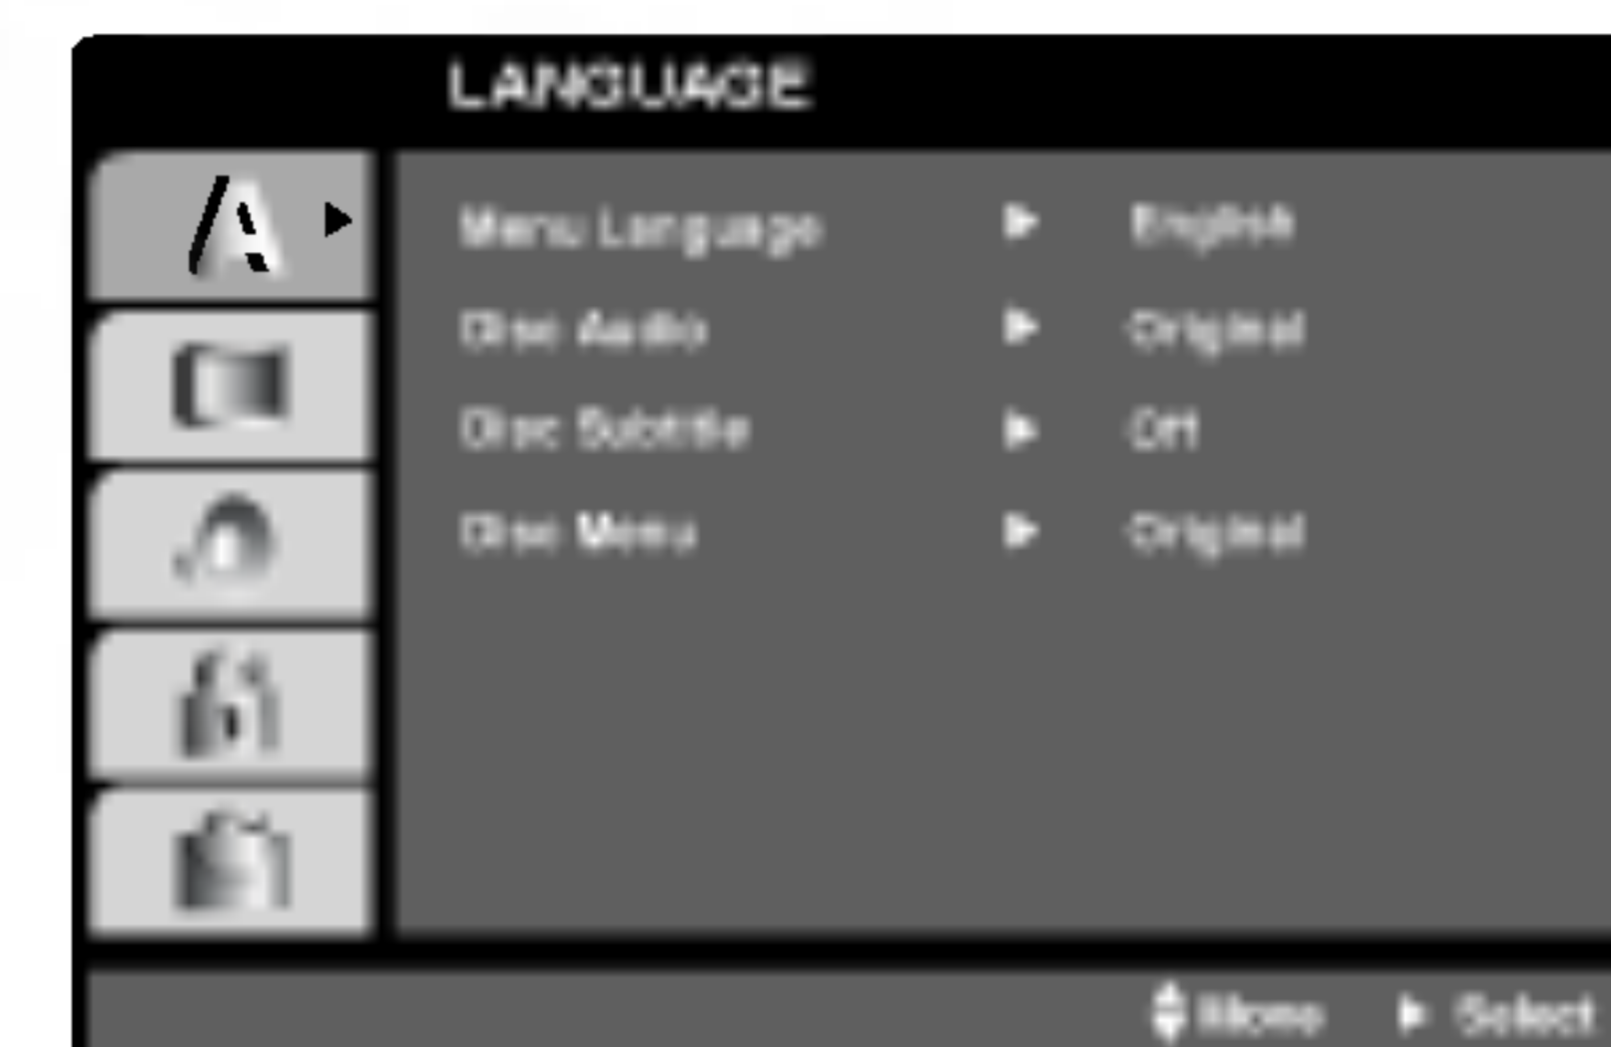 LANGUAGE
Menu Language ► English
Disc Audio ► Original
Disc Subtitle ► Off
Disc Menu ► Original
Move ► Select